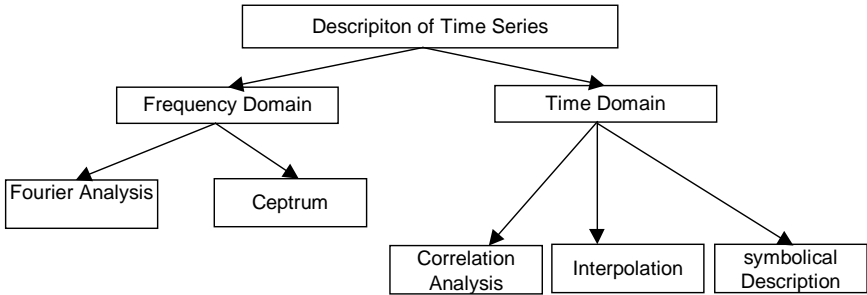 Descripiton of Time Series
Frequency Domain
Time Domain
Fourier Analysis
Ceptrum
Correlation
Analysis
Interpolation
symbolical
Description